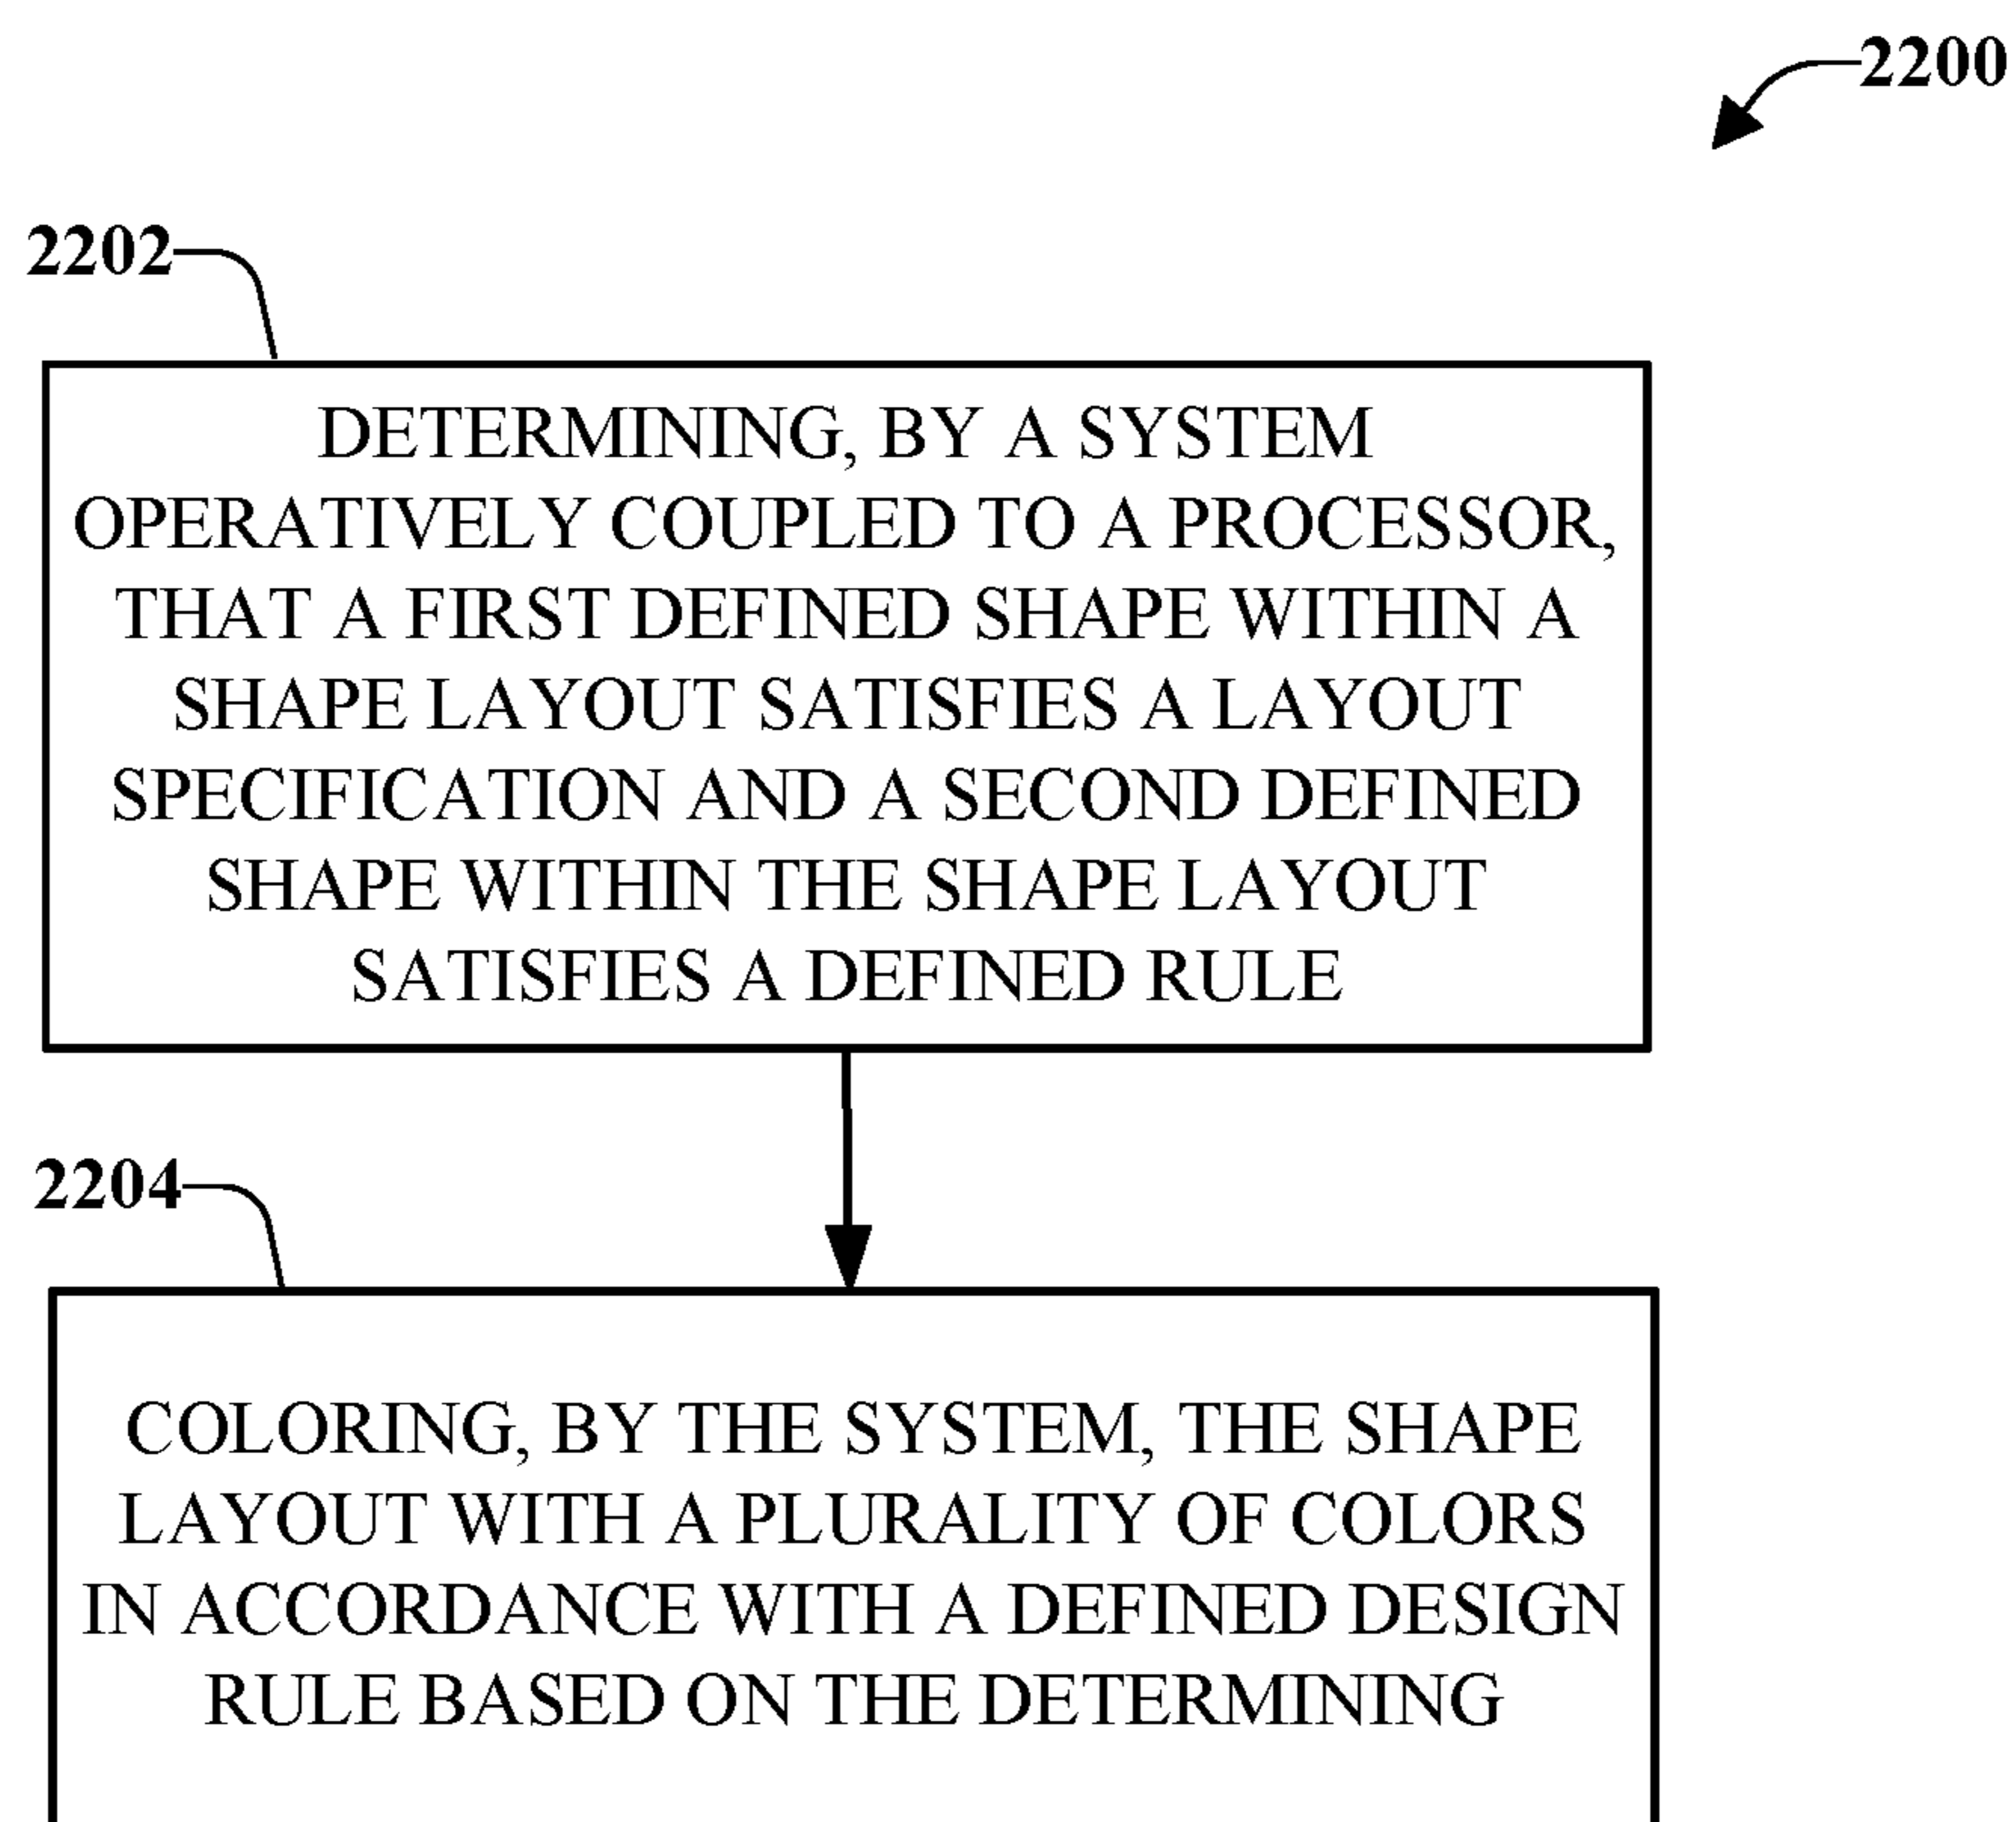 2200
2202
DETERMINING, BY A SYSTEM
OPERATIVELY COUPLED TO A PROCESSOR,
THAT A FIRST DEFINED SHAPE WITHIN A
SHAPE LAYOUT SATISFIES A LAYOUT
SPECIFICATION AND A SECOND DEFINED
SHAPE WITHIN THE SHAPE LAYOUT
SATISFIES A DEFINED RULE
2204
COLORING, BY THE SYSTEM, THE SHAPE
LAYOUT WITH A PLURALITY OF COLORS
IN ACCORDANCE WITH A DEFINED DESIGN
RULE BASED ON THE DETERMINING